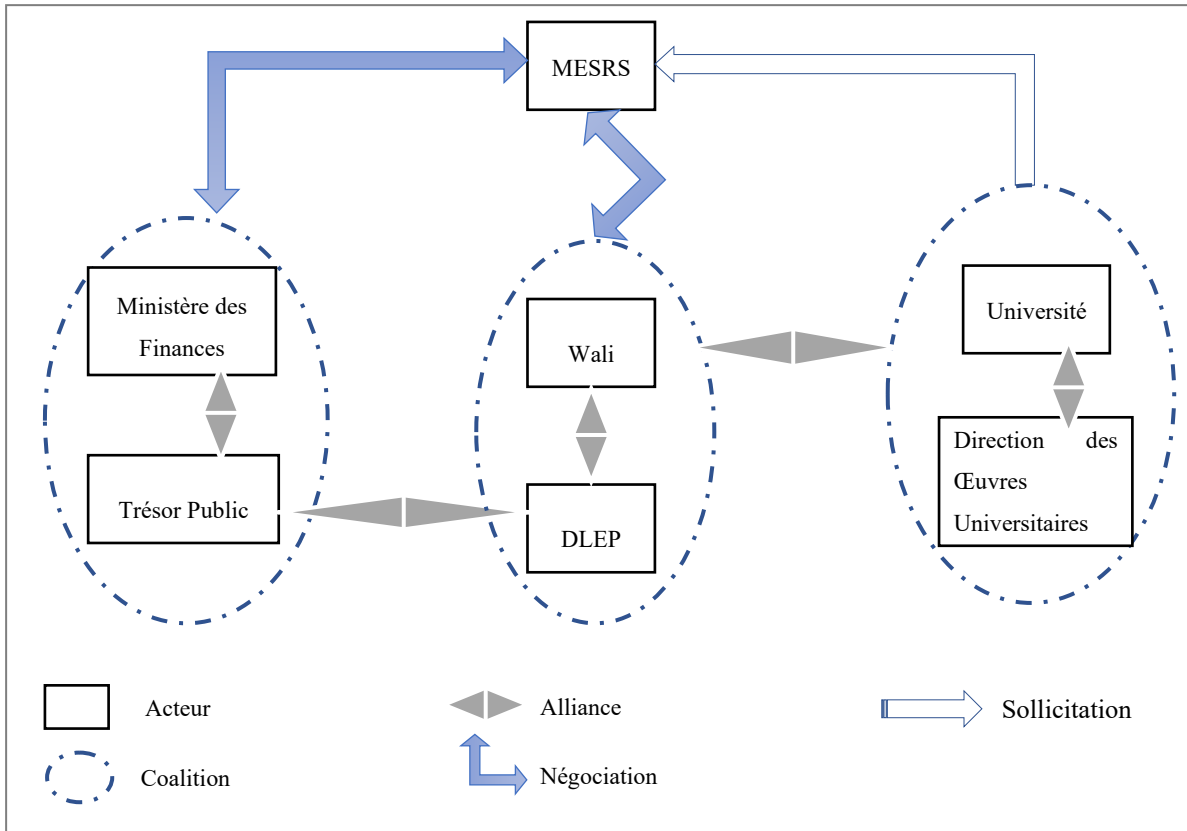 MESRS
Ministère des
Finances
Trésor Public
Wali
DLEP
Université
Direction des
Œuvres
Universitaires
Acteur
Alliance
Sollicitation
Coalition
Négociation